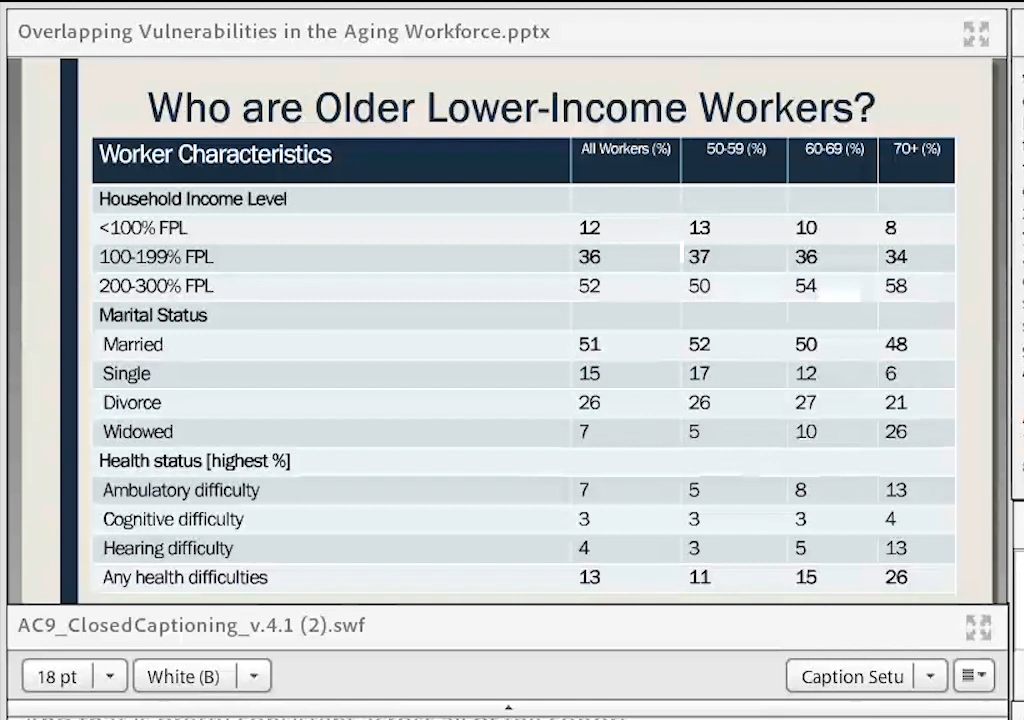 Overlapping Vulnerabilities in the Aging Workforce.pptx
Who are Older Lower-Income Workers?
Worker Characteristics All Workers (%) 50-59 (%) 60-69 (%) 70+ (%)
Household Income Level
<100% FPL 12 13 10 8
100-199% FPL 36 37 36 34
200-300% FPL 52 50 54 58
Marital Status
Married 51 52 50 48
Single 15 17 12 6
Divorce 26 26 27 21
Widowed 7 5 10 26
Health status [highest %]
Ambulatory difficulty 7 5 8 13
Cognitive difficulty 3 3 3 4
Hearing difficulty 4 3 5 13
Any health difficulties 13 11 15 26
AC9_ClosedCaptioning_v.4.1 (2).swf
18 pt White (B) Caption Setu